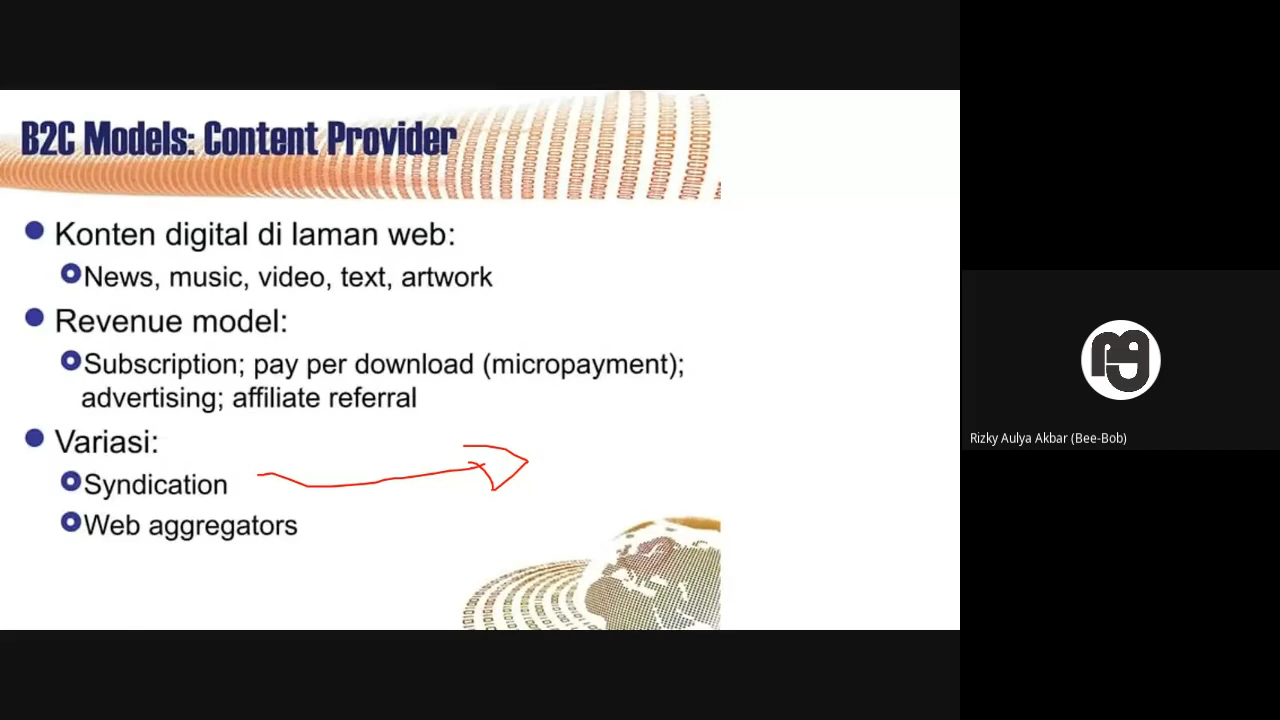 B2C Models: Content Provider
Konten digital di laman web:
News, music, video, text, artwork
Revenue model:
Subscription; pay per download (micropayment);
advertising; affiliate referral
Variasi:
Syndication
Web aggregators
Rizky Aulya Akbar (Bee-Bob)